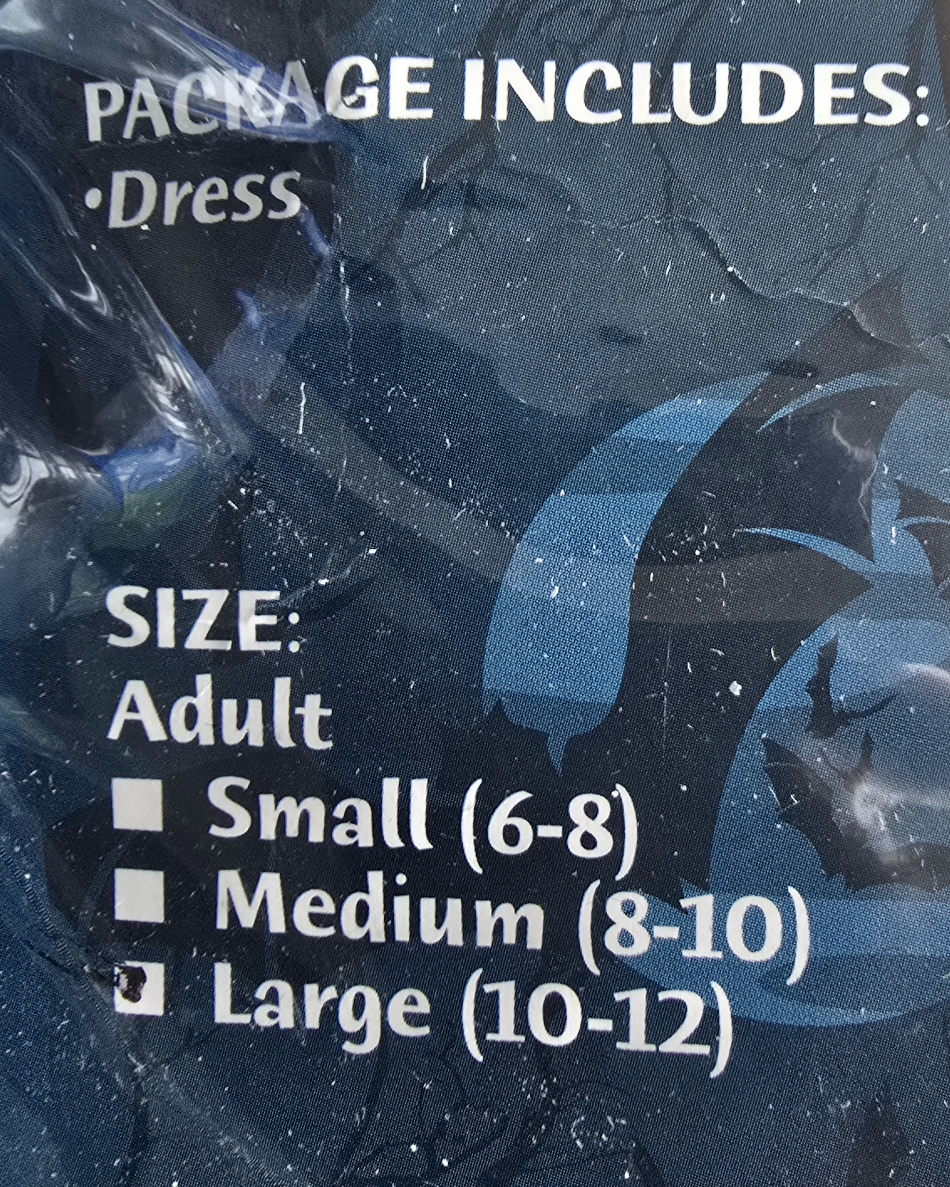 PACKAGE INCLUDES:
•Dress
SIZE:
Adult
Small (6-8)
Medium (8-10)
Large (10-12)